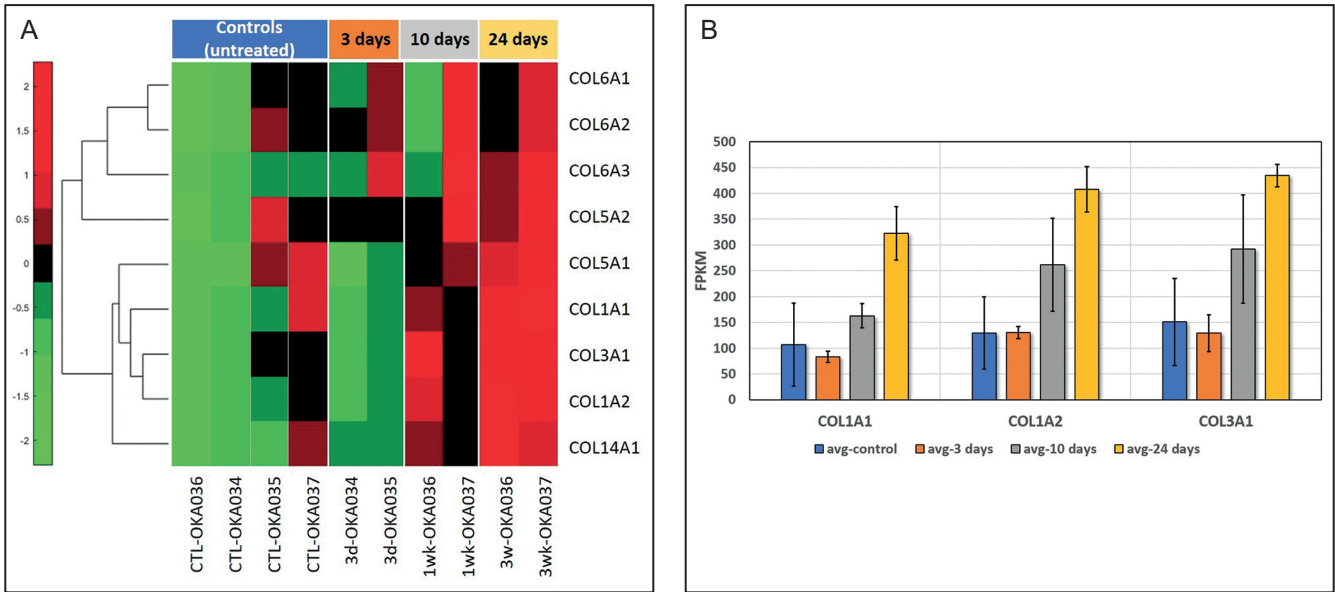 A
Controls
(untreated)
3 days
10 days
24 days
2
1.5
1
0.5
0
-0.5
-1
-1.5
-2
COL6A1
COL6A2
COL6A3
COL5A2
COL5A1
COL1A1
COL3A1
COL1A2
COL14A1
CTL-OKA036
CTL-OKA034
CTL-OKA035
CTL-OKA037
3d-OKA034
3d-OKA035
1wk-OKA036
1wk-OKA037
3w-OKA036
3wk-OKA037
B
500
450
400
350
300
250
200
150
100
50
0
FPKM
COL1A1
COL1A2
COL3A1
avg-control
avg-3 days
avg-10 days
avg-24 days